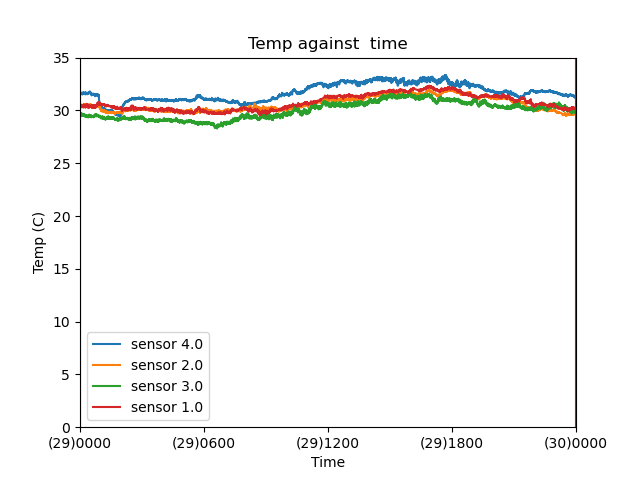 Temp against  time
35
30
25
20
15
10
5
0
Temp (C)
sensor 4.0
sensor 2.0
sensor 3.0
sensor 1.0
(29)0000 (29)0600 (29)1200 (29)1800 (30)0000
Time